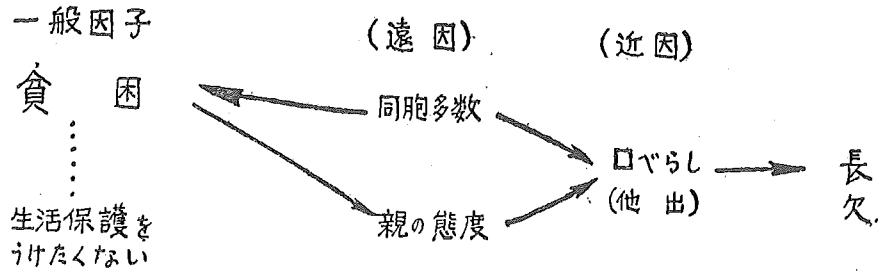 一般因子
(遠因)
(近因)
貧困
同胞多数
口べらし
(他出)
長
欠.
親の態度
生活保護を
うけたくない